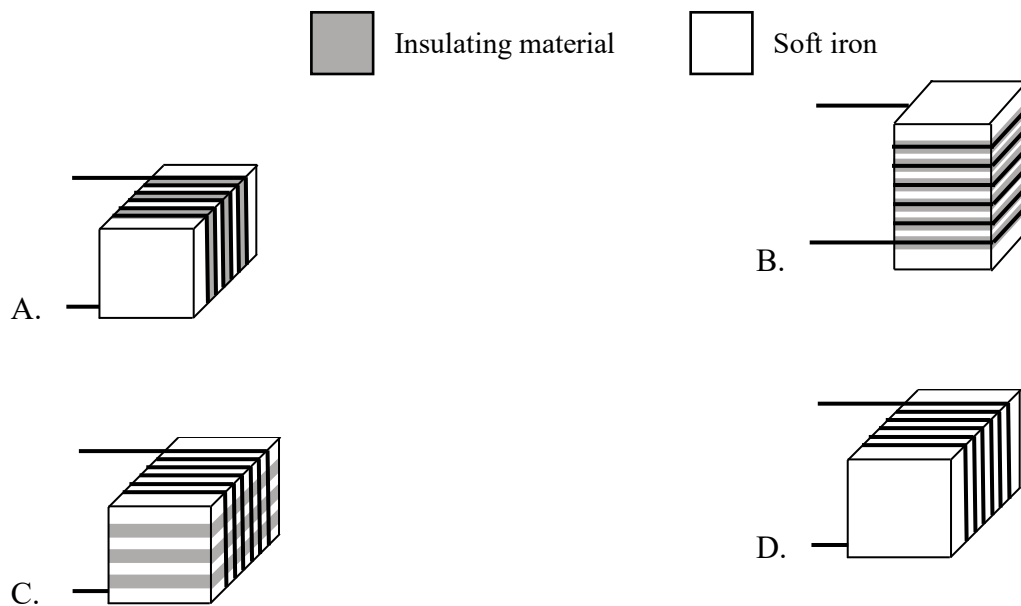 Insulating material
Soft iron
A.
B.
C.
D.